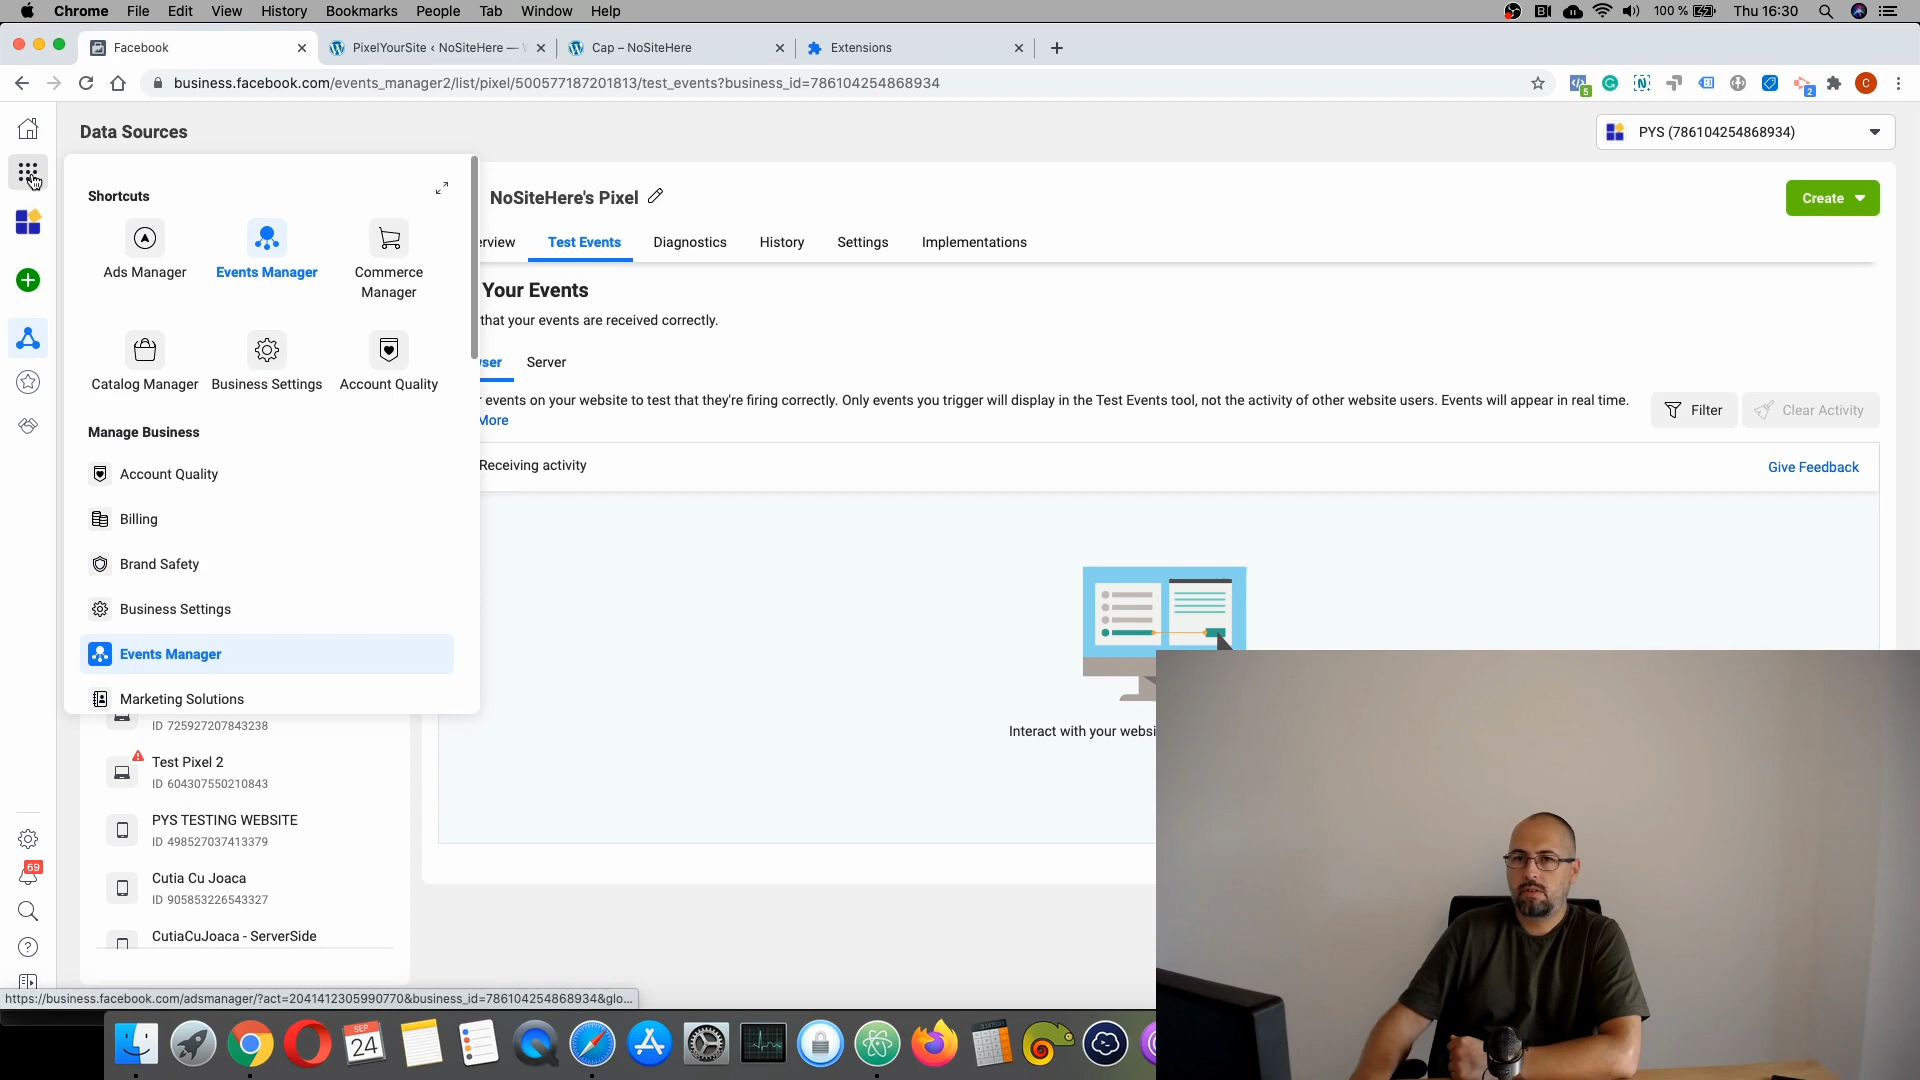 Chrome File Edit View History Bookmarks People Tab Window Help
100 % Thu 16:30
Facebook
PixelYourSite ‹ NoSiteHere —
Cap – NoSiteHere
Extensions
business.facebook.com/events_manager2/list/pixel/500577187201813/test_events?business_id=786104254868934
5
2
C
Data Sources
PYS (786104254868934)
Shortcuts
Ads Manager
Events Manager
Commerce
Manager
Catalog Manager
Business Settings
Account Quality
Manage Business
Account Quality
Billing
Brand Safety
Business Settings
Events Manager
Marketing Solutions
NoSiteHere's Pixel
Create
erview
Test Events
Diagnostics
History
Settings
Implementations
Your Events
that your events are received correctly.
ser
Server
events on your website to test that they're firing correctly. Only events you trigger will display in the Test Events tool, not the activity of other website users. Events will appear in real time.
More
Filter
Clear Activity
Receiving activity
Give Feedback
Interact with your websi
ID 725927207843238
Test Pixel 2
ID 604307550210843
PYS TESTING WEBSITE
ID 498527037413379
Cutia Cu Joaca
ID 905853226543327
CutiaCuJoaca - ServerSide
69
https://business.facebook.com/adsmanager/?act=2041412305990770&business_id=786104254868934&glo...
SEP
24